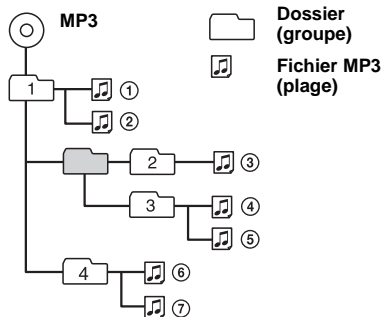 MP3
Dossier
(groupe)
Fichier MP3
(plage)
1
①
②
2
③
3
④
⑤
4
⑥
⑦